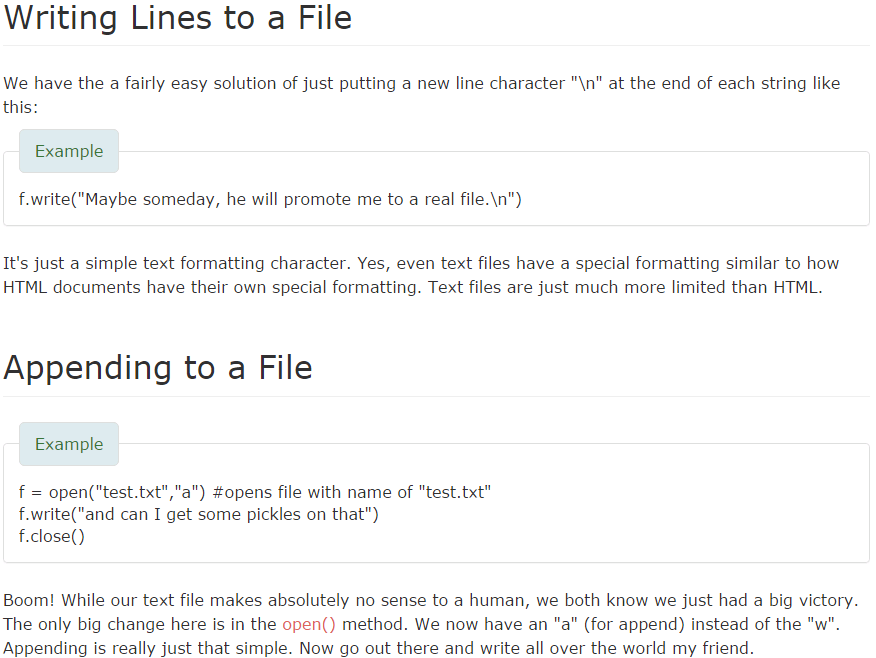 Writing Lines to a File
We have the a fairly easy solution of just putting a new line character "\n" at the end of each string like
this:
Example
f.write("Maybe someday, he will promote me to a real file.\n")
It's just a simple text formatting character. Yes, even text files have a special formatting similar to how
HTML documents have their own special formatting. Text files are just much more limited than HTML.
Appending to a File
Example
f = open("test.txt","a") #opens file with name of "test.txt"
f.write("and can I get some pickles on that")
f.close()
Boom! While our text file makes absolutely no sense to a human, we both know we just had a big victory.
The only big change here is in the open() method. We now have an "a" (for append) instead of the "w".
Appending is really just that simple. Now go out there and write all over the world my friend.